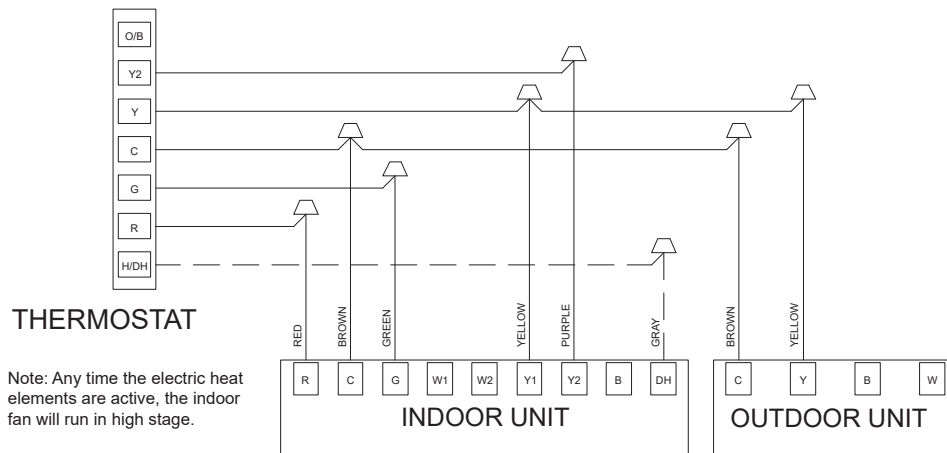 O/B
Y2
Y
C
G
R
H/DH
THERMOSTAT
Note: Any time the electric heat
elements are active, the indoor
fan will run in high stage.
RED
BROWN
GREEN
YELLOW
PURPLE
GRAY
BROWN
YELLOW
R C G W1 W2 Y1 Y2 B DH
C Y B W
INDOOR UNIT
OUTDOOR UNIT